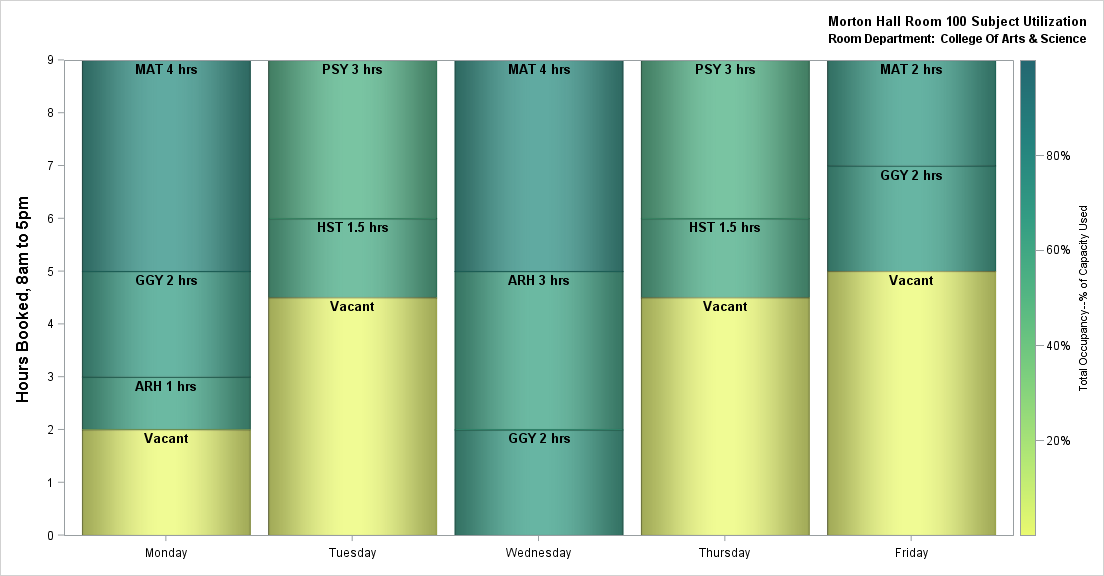 Morton Hall Room 100 Subject Utilization
Room Department: College Of Arts & Science
Hours Booked, 8am to 5pm
9
8
7
6
5
4
3
2
1
0
MAT 4 hrs
GGY 2 hrs
ARH 1 hrs
Vacant
PSY 3 hrs
HST 1.5 hrs
Vacant
MAT 4 hrs
ARH 3 hrs
GGY 2 hrs
PSY 3 hrs
HST 1.5 hrs
Vacant
MAT 2 hrs
GGY 2 hrs
Vacant
Monday
Tuesday
Wednesday
Thursday
Friday
80%
60%
40%
20%
Total Occupancy--% of Capacity Used